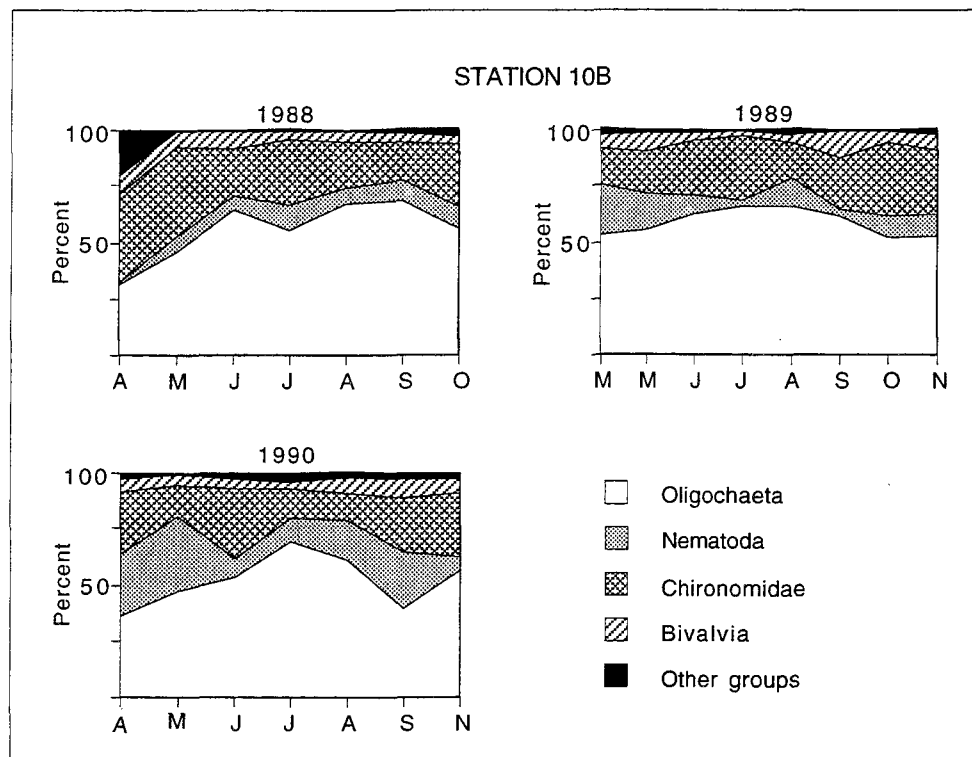 STATION 10B
1988
100
50
Percent
A M J J A S O
1989
100
50
Percent
M M J J A S O N
1990
100
50
Percent
A M J J A S N
Oligochaeta
Nematoda
Chironomidae
Bivalvia
Other groups